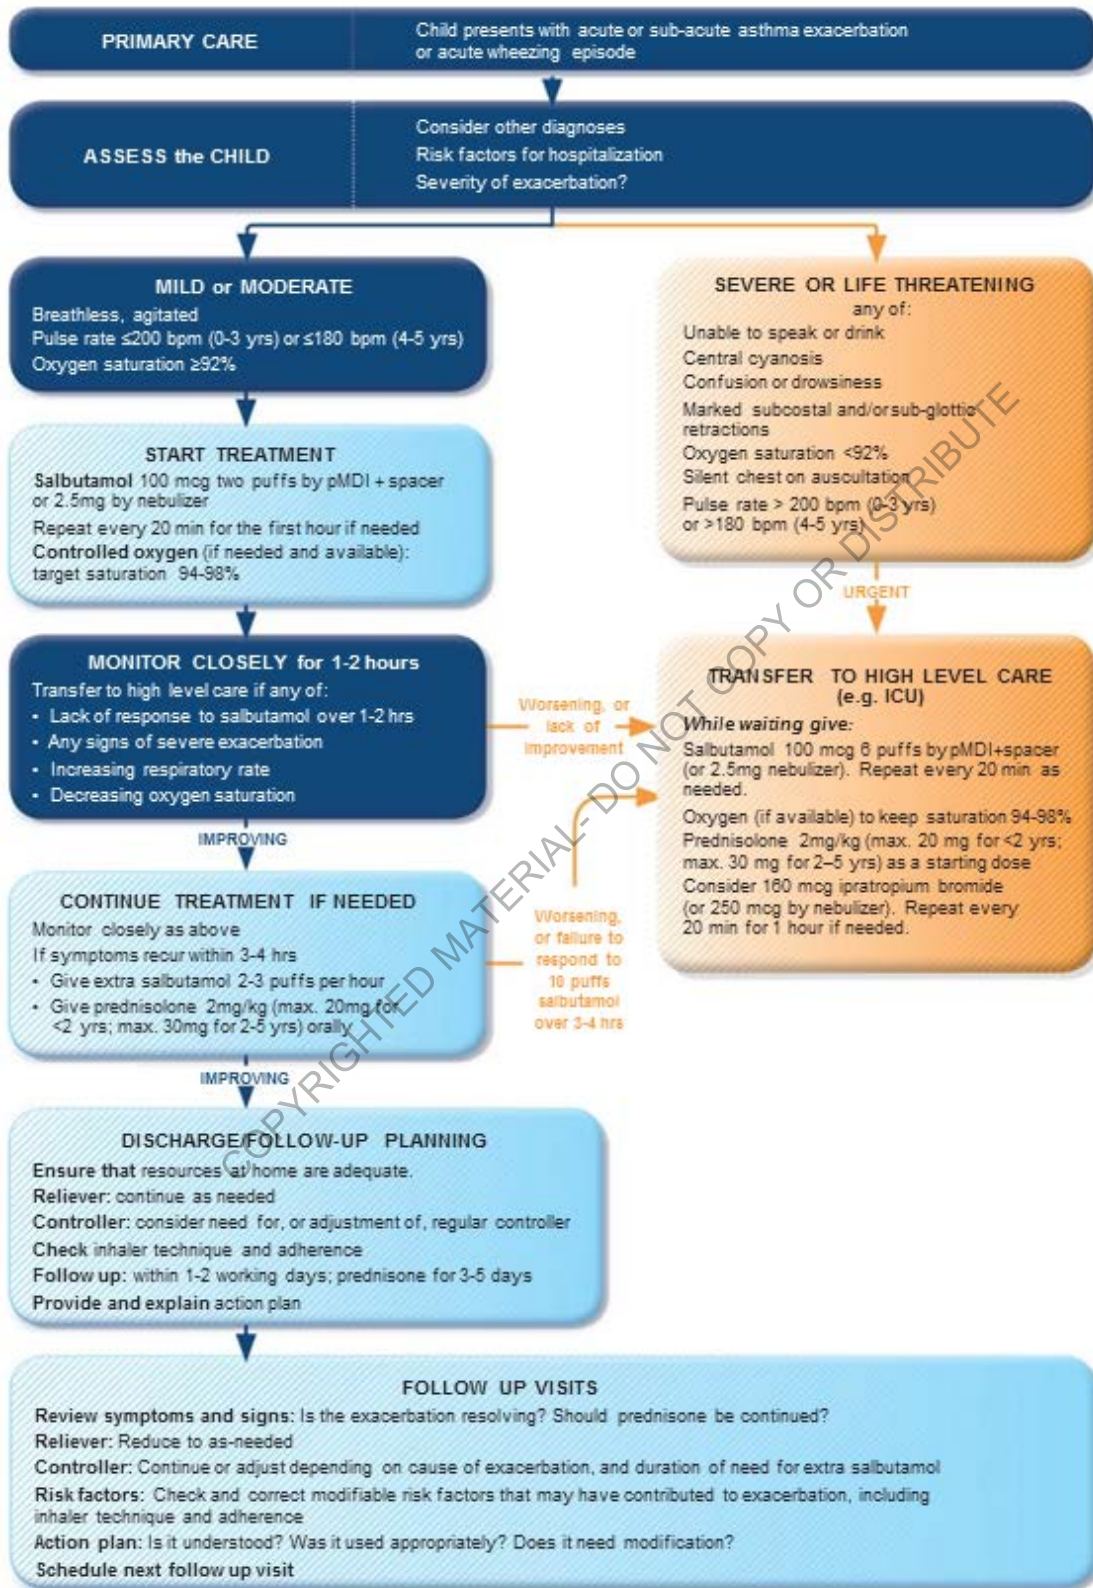 PRIMARY CARE
Child presents with acute or sub-acute asthma exacerbation
or acute wheezing episode
ASSESS the CHILD
Consider other diagnoses
Risk factors for hospitalization
Severity of exacerbation?
MILD or MODERATE
Breathless, agitated
Pulse rate ≤200 bpm (0-3 yrs) or ≤180 bpm (4-5 yrs)
Oxygen saturation ≥92%
SEVERE OR LIFE THREATENING
any of:
Unable to speak or drink
Central cyanosis
Confusion or drowsiness
Marked subcostal and/or sub-glottic
retractions
Oxygen saturation <92%
Silent chest on auscultation
Pulse rate > 200 bpm (0-3 yrs)
or >180 bpm (4-5 yrs)
START TREATMENT
Salbutamol 100 mcg two puffs by pMDI + spacer
or 2.5mg by nebulizer
Repeat every 20 min for the first hour if needed
Controlled oxygen (if needed and available):
target saturation 94-98%
URGENT
MONITOR CLOSELY for 1-2 hours
Transfer to high level care if any of:
• Lack of response to salbutamol over 1-2 hrs
• Any signs of severe exacerbation
• Increasing respiratory rate
• Decreasing oxygen saturation
Worsening, or
lack of
improvement
TRANSFER TO HIGH LEVEL CARE
(e.g. ICU)
While waiting give:
Salbutamol 100 mcg 6 puffs by pMDI+spacer
(or 2.5mg nebulizer). Repeat every 20 min as
needed.
Oxygen (if available) to keep saturation 94-98%
Prednisolone 2mg/kg (max. 20 mg for <2 yrs;
max. 30 mg for 2–5 yrs) as a starting dose
Consider 160 mcg ipratropium bromide
(or 250 mcg by nebulizer). Repeat every
20 min for 1 hour if needed.
IMPROVING
CONTINUE TREATMENT IF NEEDED
Monitor closely as above
If symptoms recur within 3-4 hrs
• Give extra salbutamol 2-3 puffs per hour
• Give prednisolone 2mg/kg (max. 20mg for
<2 yrs; max. 30mg for 2-5 yrs) orally
Worsening,
or failure to
respond to
10 puffs
salbutamol
over 3-4 hrs
IMPROVING
DISCHARGE/FOLLOW-UP PLANNING
Ensure that resources at home are adequate.
Reliever: continue as needed
Controller: consider need for, or adjustment of, regular controller
Check inhaler technique and adherence
Follow up: within 1-2 working days; prednisone for 3-5 days
Provide and explain action plan
FOLLOW UP VISITS
Review symptoms and signs: Is the exacerbation resolving? Should prednisone be continued?
Reliever: Reduce to as-needed
Controller: Continue or adjust depending on cause of exacerbation, and duration of need for extra salbutamol
Risk factors: Check and correct modifiable risk factors that may have contributed to exacerbation, including
inhaler technique and adherence
Action plan: Is it understood? Was it used appropriately? Does it need modification?
Schedule next follow up visit
COPYRIGHTED MATERIAL- DO NOT COPY OR DISTRIBUTE